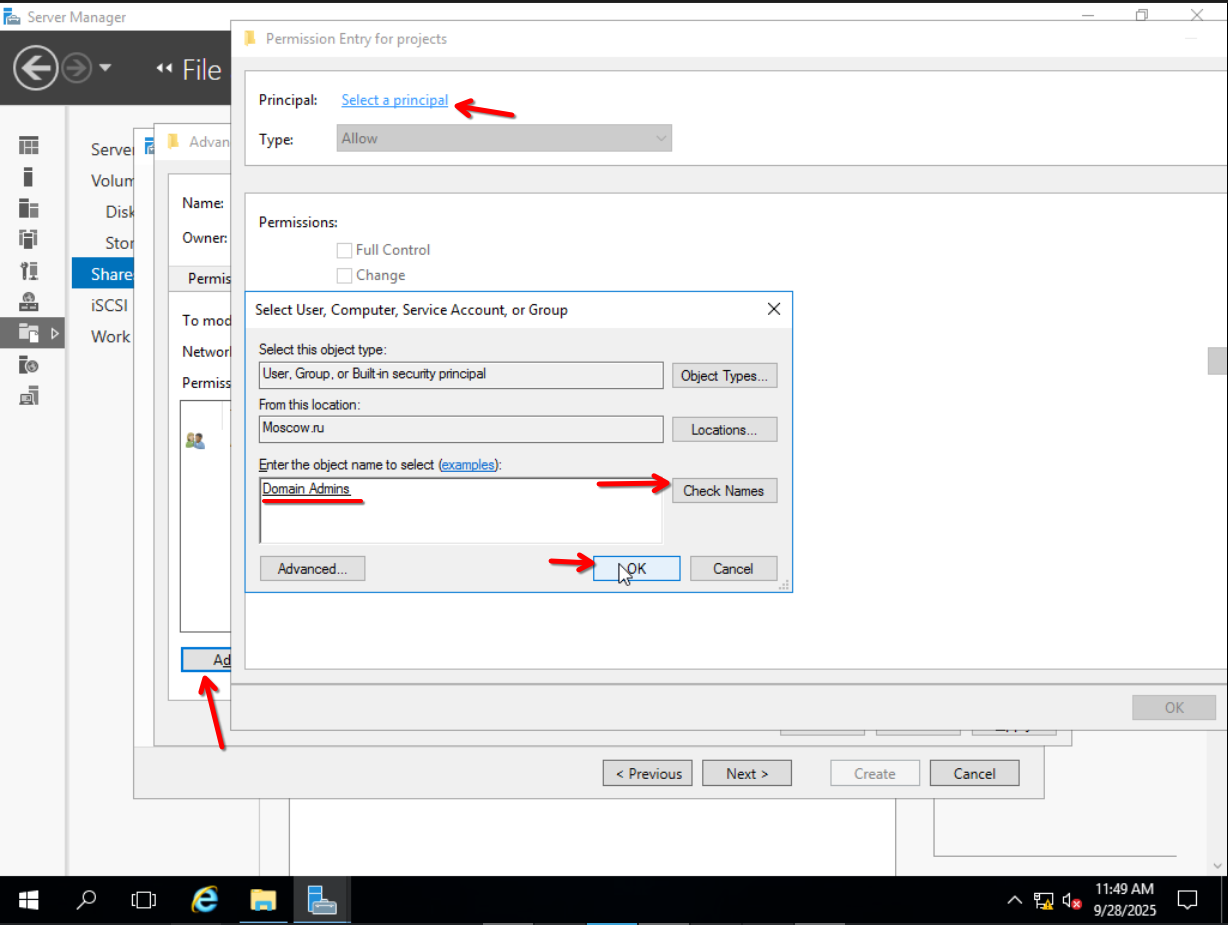 Server Manager
Permission Entry for projects
File
Principal: Select a principal
Type: Allow
Advan
Name:
Owner:
Permis
To mod
Networ
Permiss
Ad
Server
Volum
Disk
Stor
Share
iSCSI
Work
Permissions:
Full Control
Change
Select User, Computer, Service Account, or Group
Select this object type:
User, Group, or Built-in security principal
Object Types...
From this location:
Moscow.ru
Locations...
Enter the object name to select (examples):
Domain Admins
Check Names
Advanced...
OK
Cancel
OK
< Previous
Next >
Create
Cancel
11:49 AM
9/28/2025